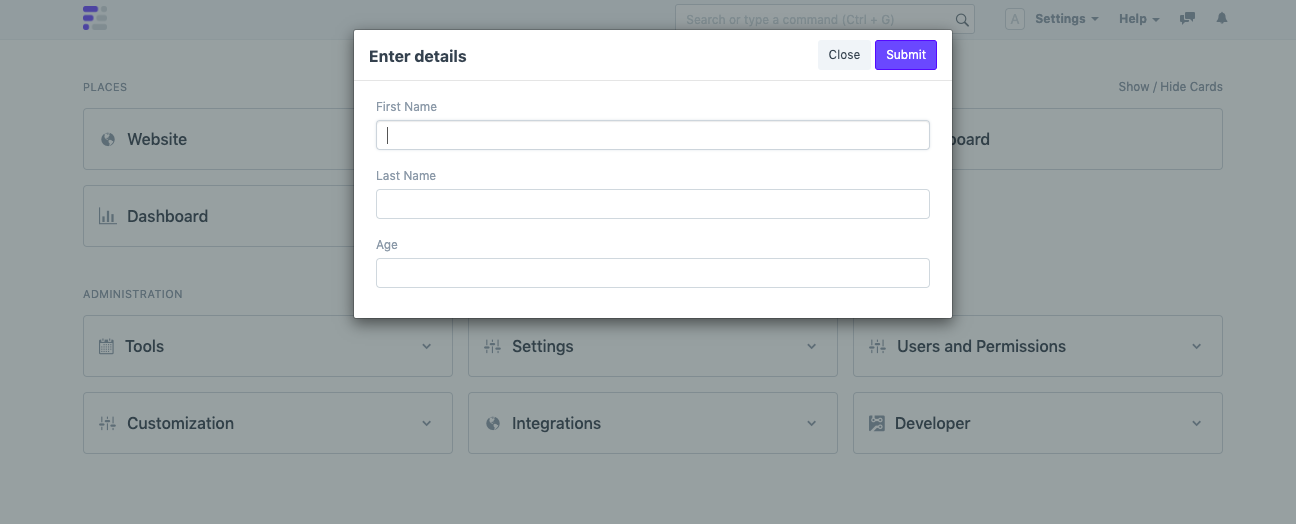 Search or type a command (Ctrl + G)
A Settings Help
Enter details
Close Submit
PLACES
Show / Hide Cards
First Name
Website
Last Name
Dashboard
Age
ADMINISTRATION
Tools Settings Users and Permissions
Customization Integrations Developer